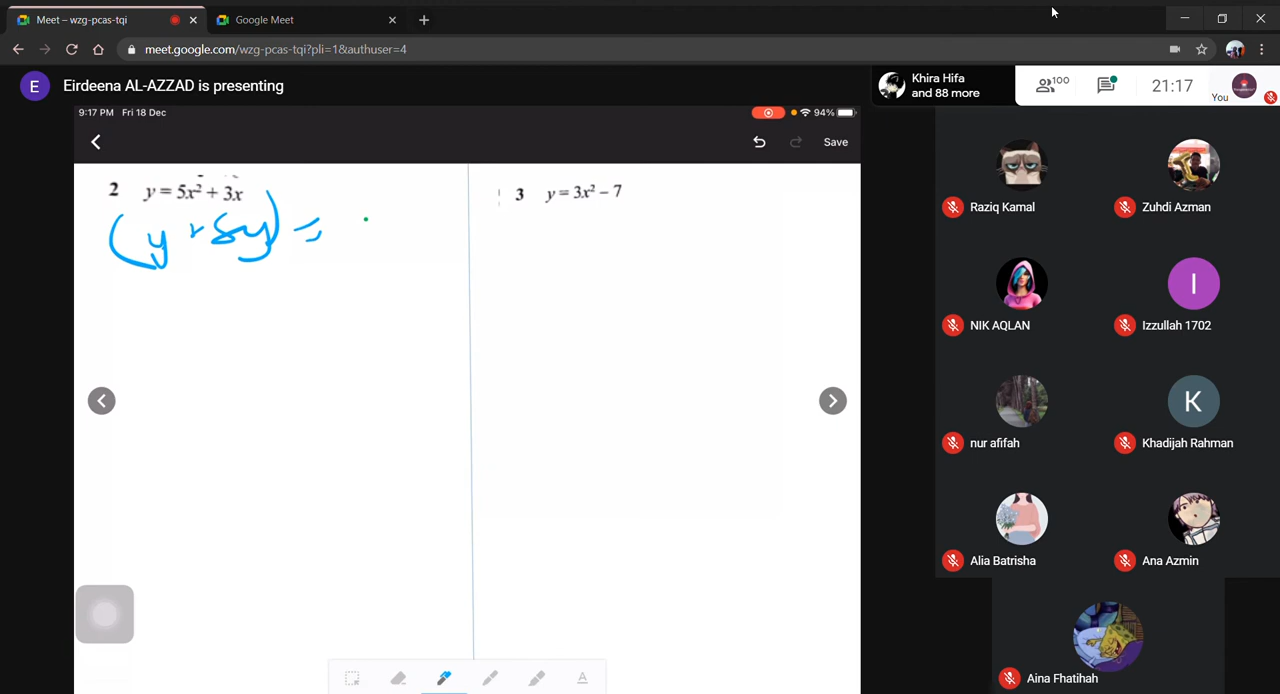 Meet – wzg-pcas-tqi
Google Meet
meet.google.com/wzg-pcas-tqi?pli=1&authuser=4
E
Eirdeena AL-AZZAD is presenting
Khira Hifa
and 88 more
100
21:17
You
9:17 PM Fri 18 Dec
94%
Save
2 y = 5x² + 3x
(y + δy) =
3 y = 3x² – 7
Raziq Kamal
Zuhdi Azman
NIK AQLAN
I
Izzullah 1702
nur afifah
K
Khadijah Rahman
Alia Batrisha
Ana Azmin
Aina Fhatihah
A